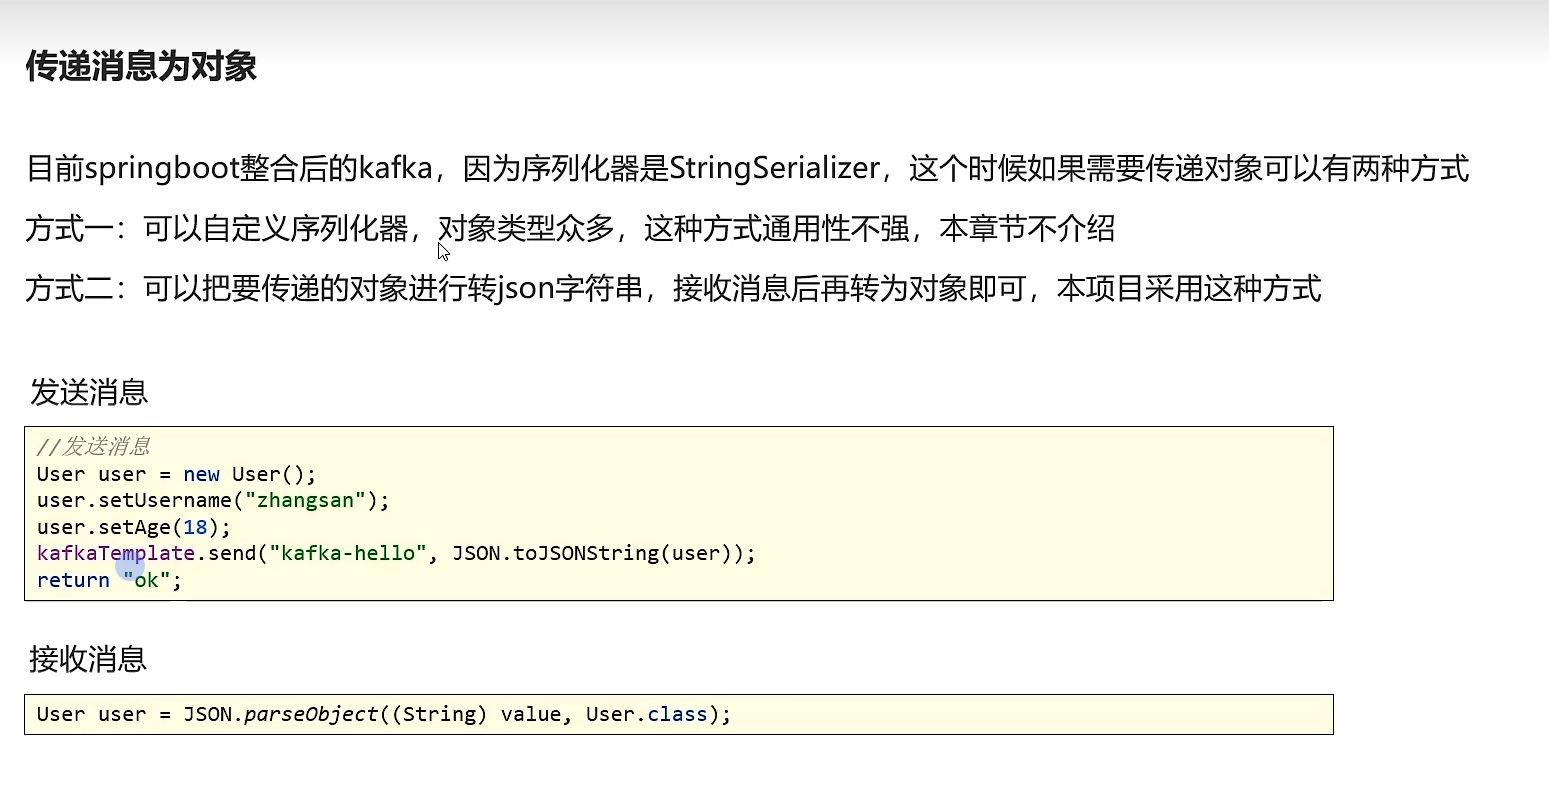 传递消息为对象
目前springboot整合后的kafka，因为序列化器是StringSerializer，这个时候如果需要传递对象可以有两种方式
方式一：可以自定义序列化器，对象类型众多，这种方式通用性不强，本章节不介绍
方式二：可以把要传递的对象进行转json字符串，接收消息后再转为对象即可，本项目采用这种方式
发送消息
//发送消息
User user = new User();
user.setUsername("zhangsan");
user.setAge(18);
kafkaTemplate.send("kafka-hello", JSON.toJSONString(user));
return "ok";
接收消息
User user = JSON.parseObject((String) value, User.class);